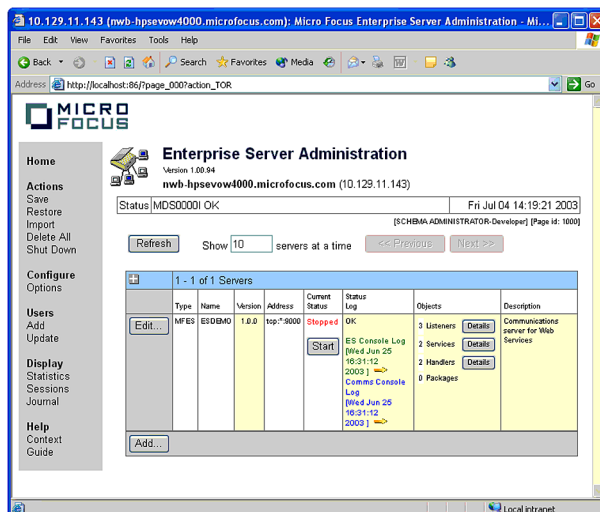 10.129.11.143 (nwb-hpsevow4000.microfocus.com): Micro Focus Enterprise Server Administration - Mi...
File Edit View Favorites Tools Help
Back Search Favorites Media W
Address http://localhost:86/?page_000?action_TOR Go
MICRO
FOCUS
Enterprise Server Administration
Version 1.00.94
nwb-hpsevow4000.microfocus.com (10.129.11.143)
Status MDS0000I OK Fri Jul 04 14:19:21 2003
[SCHEMA ADMINISTRATOR-Developer] [Page id: 1000]
Home
Actions
Save
Restore
Import
Delete All
Shut Down
Configure
Options
Users
Add
Update
Display
Statistics
Sessions
Journal
Help
Context
Guide
Refresh Show 10 servers at a time << Previous Next >>
1 - 1 of 1 Servers
Type Name Version Address Current Status Status Log Objects Description
Edit... MFES ESDEMO 1.0.0 tcp:*:9000 Stopped OK
Start
ES Console Log
[Wed Jun 25
16:31:12
2003 ]
Comms Console
Log
[Wed Jun 25
16:31:12
2003 ]
3 Listeners Details
2 Services Details
2 Handlers Details
0 Packages
Communications
server for Web
Services
Add...
Local intranet